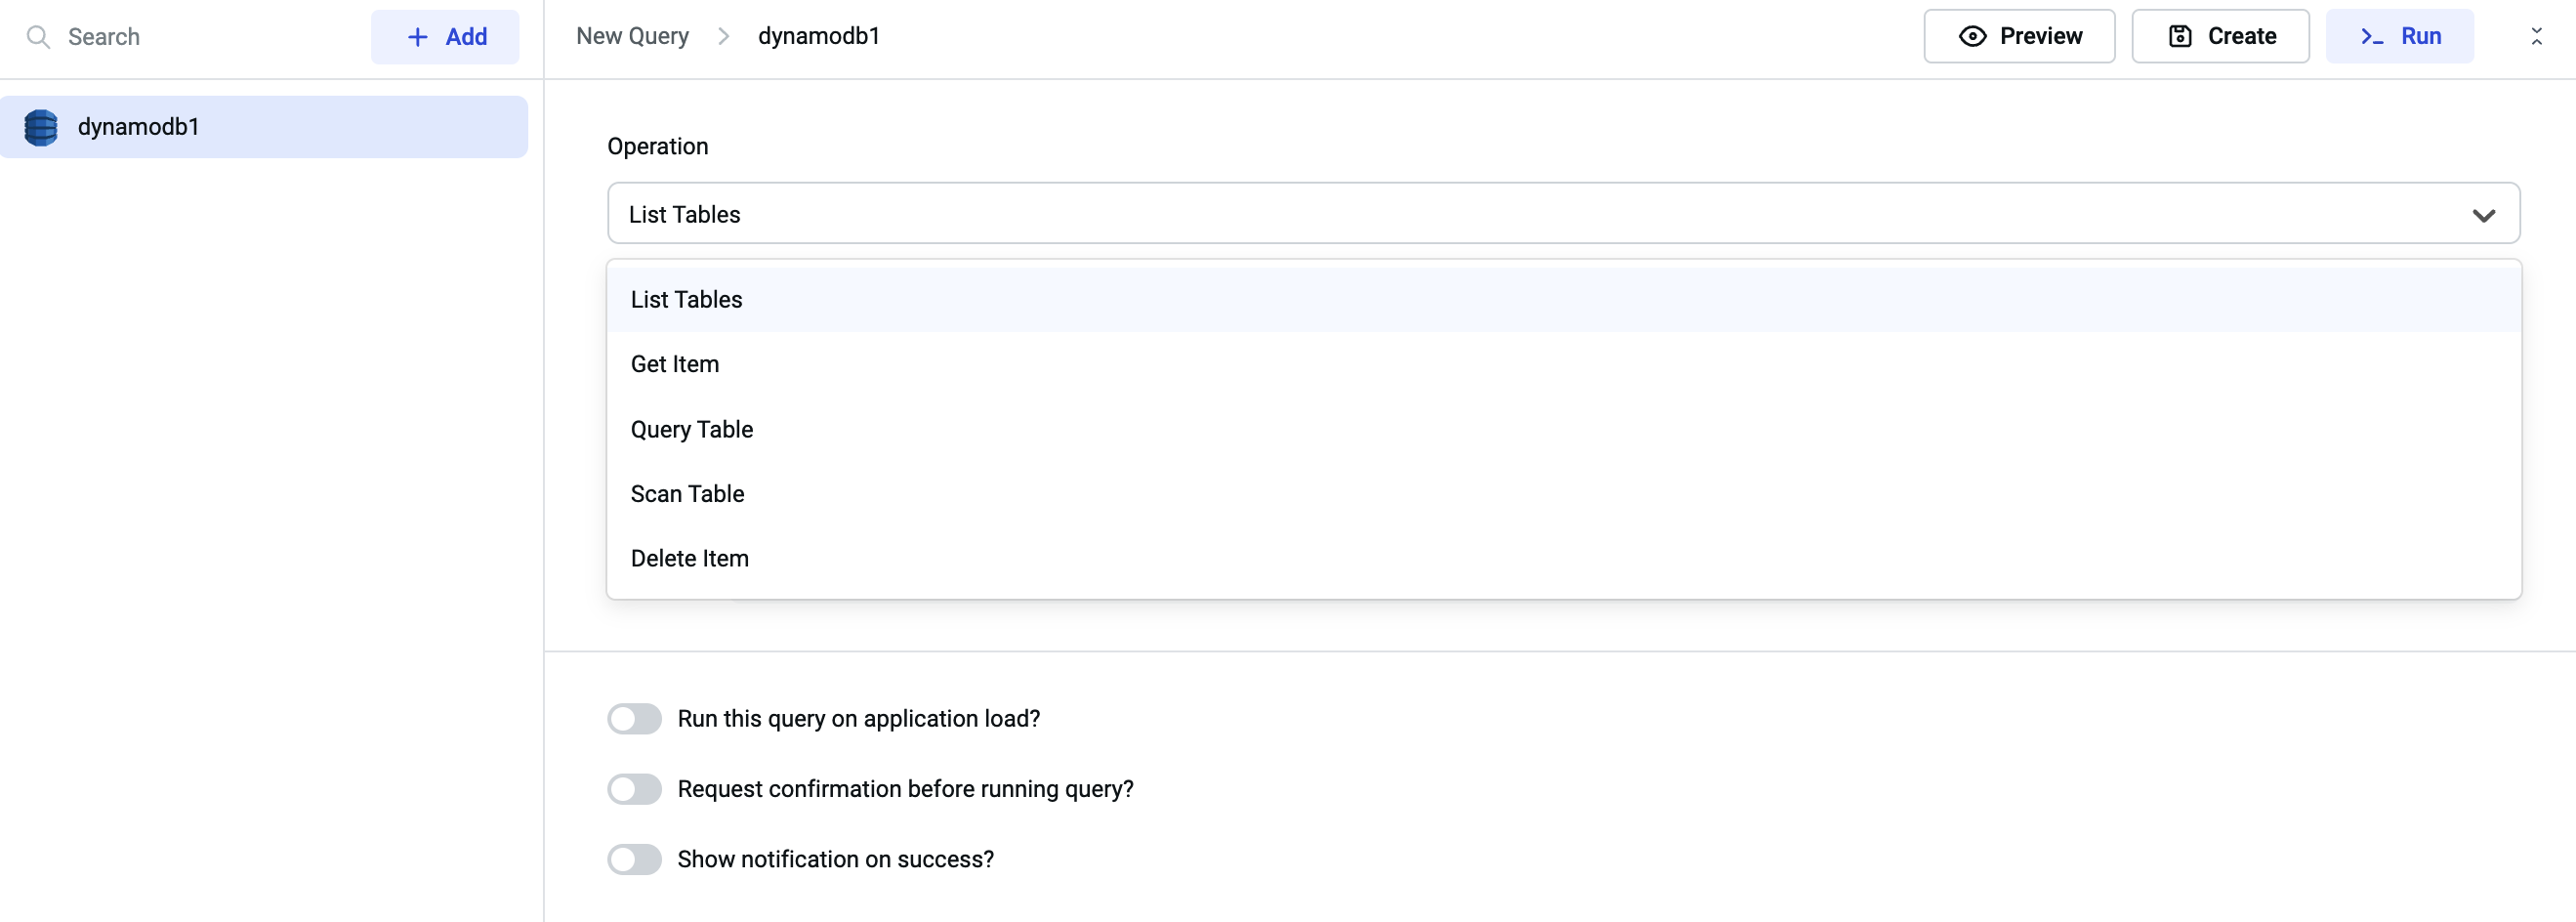 Search
+ Add
New Query > dynamodb1
Preview
Create
Run
dynamodb1
Operation
List Tables
List Tables
Get Item
Query Table
Scan Table
Delete Item
Run this query on application load?
Request confirmation before running query?
Show notification on success?